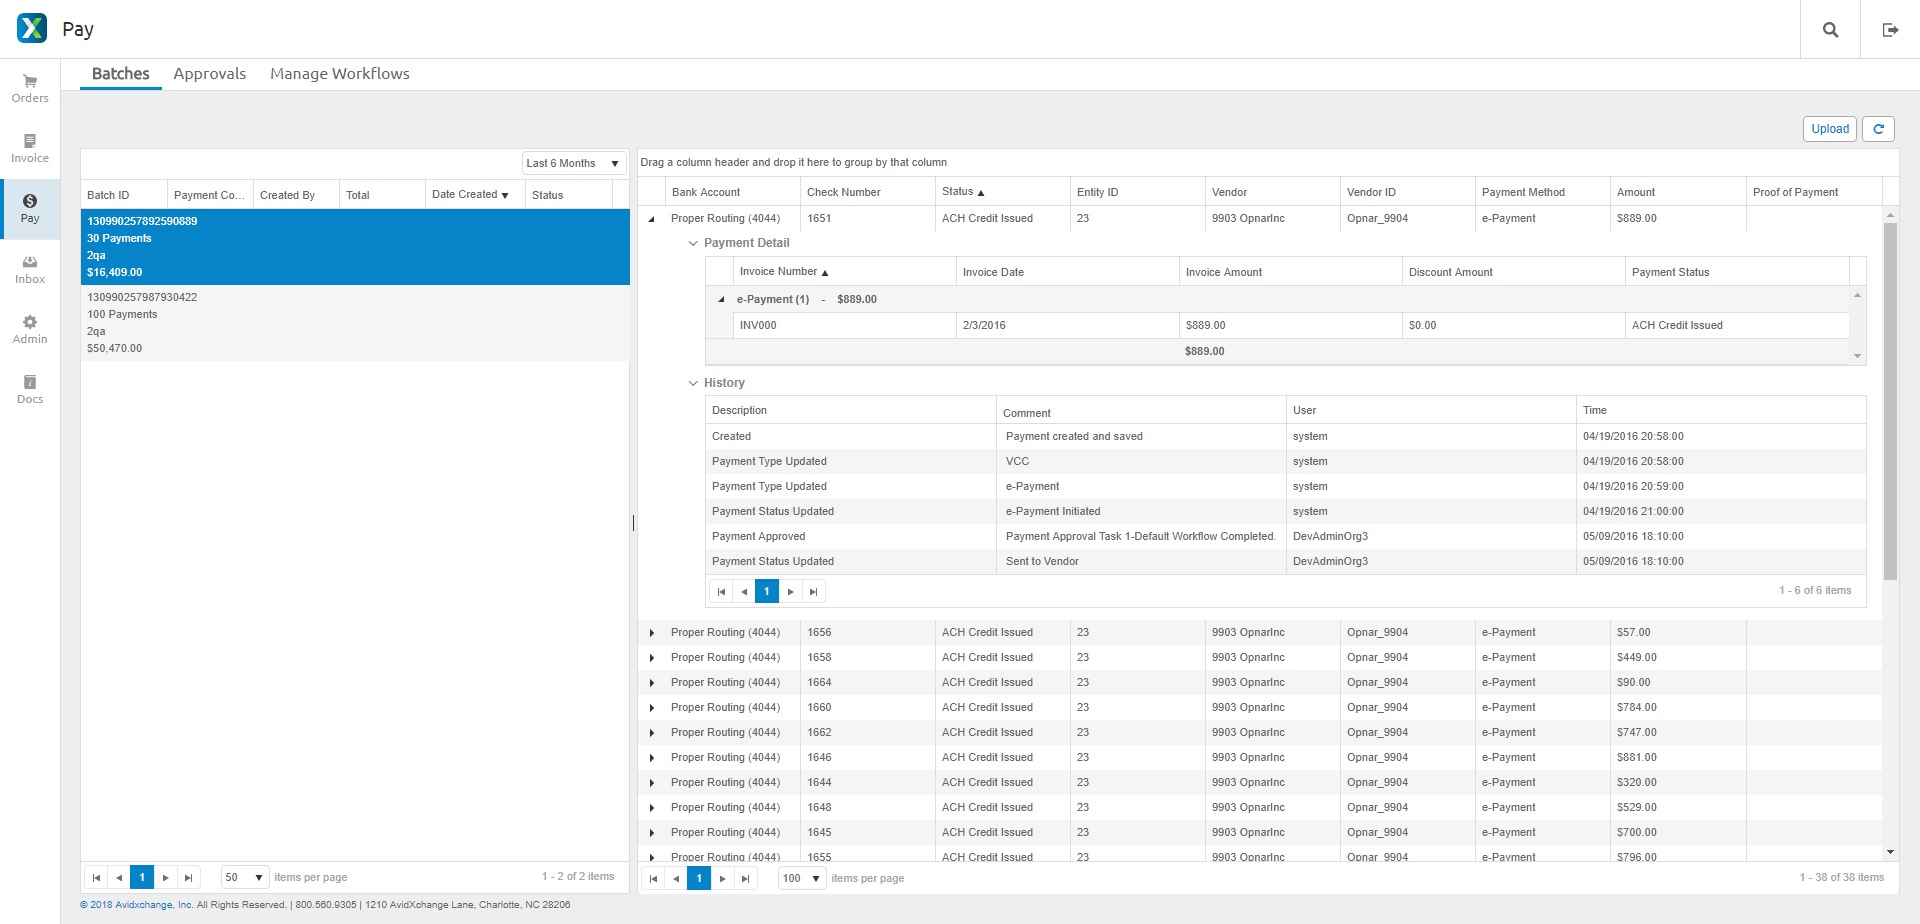 Pay
Batches Approvals Manage Workflows
Orders
Invoice
Pay
Inbox
Admin
Docs
Upload
Last 6 Months
Batch ID Payment Co... Created By Total Date Created Status
130990257892590889
30 Payments
2qa
$16,409.00
130990257987930422
100 Payments
2qa
$50,470.00
1
50 items per page
1 - 2 of 2 items
Drag a column header and drop it here to group by that column
Bank Account Check Number Status Entity ID Vendor Vendor ID Payment Method Amount Proof of Payment
Proper Routing (4044) 1651 ACH Credit Issued 23 9903 OpnarInc Opnar_9904 e-Payment $889.00
Payment Detail
Invoice Number Invoice Date Invoice Amount Discount Amount Payment Status
e-Payment (1) - $889.00
INV000 2/3/2016 $889.00 $0.00 ACH Credit Issued
$889.00
History
Description Comment User Time
Created Payment created and saved system 04/19/2016 20:58:00
Payment Type Updated VCC system 04/19/2016 20:58:00
Payment Type Updated e-Payment system 04/19/2016 20:59:00
Payment Status Updated e-Payment Initiated system 04/19/2016 21:00:00
Payment Approved Payment Approval Task 1-Default Workflow Completed. DevAdminOrg3 05/09/2016 18:10:00
Payment Status Updated Sent to Vendor DevAdminOrg3 05/09/2016 18:10:00
1
1 - 6 of 6 items
Proper Routing (4044) 1656 ACH Credit Issued 23 9903 OpnarInc Opnar_9904 e-Payment $57.00
Proper Routing (4044) 1658 ACH Credit Issued 23 9903 OpnarInc Opnar_9904 e-Payment $449.00
Proper Routing (4044) 1664 ACH Credit Issued 23 9903 OpnarInc Opnar_9904 e-Payment $90.00
Proper Routing (4044) 1660 ACH Credit Issued 23 9903 OpnarInc Opnar_9904 e-Payment $784.00
Proper Routing (4044) 1662 ACH Credit Issued 23 9903 OpnarInc Opnar_9904 e-Payment $747.00
Proper Routing (4044) 1646 ACH Credit Issued 23 9903 OpnarInc Opnar_9904 e-Payment $881.00
Proper Routing (4044) 1644 ACH Credit Issued 23 9903 OpnarInc Opnar_9904 e-Payment $320.00
Proper Routing (4044) 1648 ACH Credit Issued 23 9903 OpnarInc Opnar_9904 e-Payment $529.00
Proper Routing (4044) 1645 ACH Credit Issued 23 9903 OpnarInc Opnar_9904 e-Payment $700.00
Proper Routing (4044) 1655 ACH Credit Issued 23 9903 OpnarInc Opnar_9904 e-Payment $796.00
1
100 items per page
1 - 38 of 38 items
© 2018 Avidxchange, Inc. All Rights Reserved. | 800.560.9305 | 1210 AvidXchange Lane, Charlotte, NC 28206